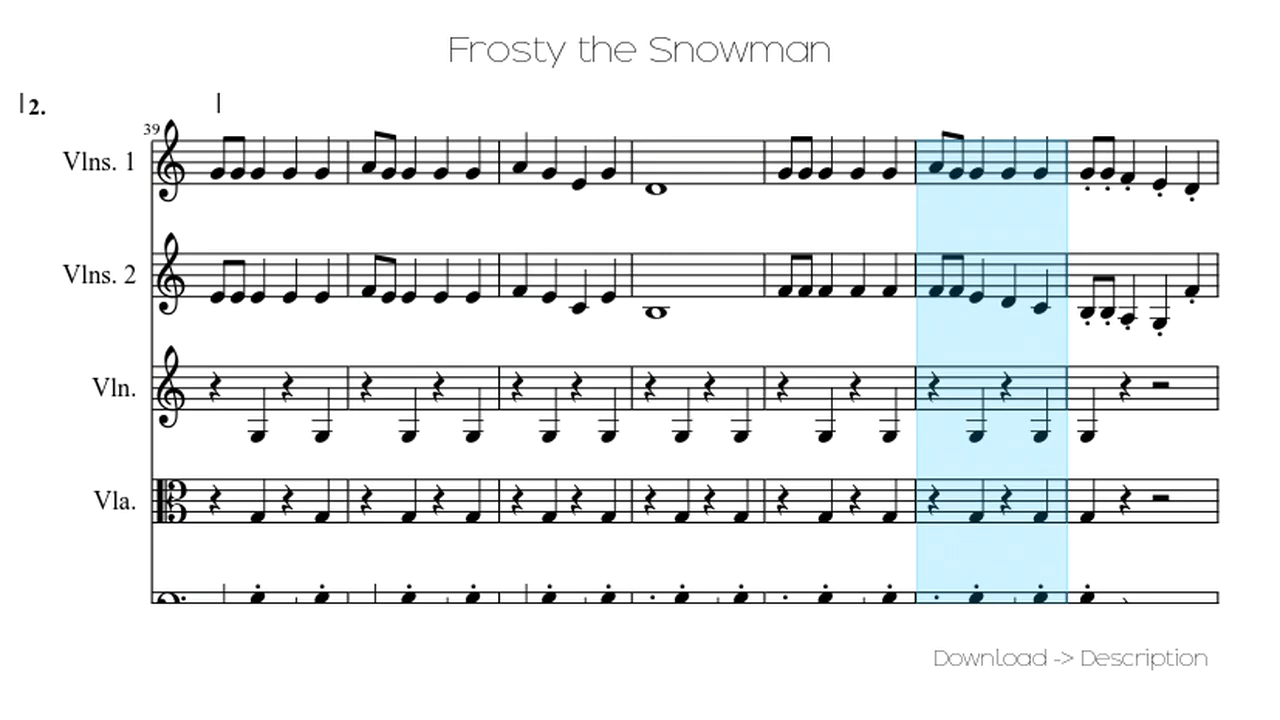 Frosty the Snowman
2.
39
Vlns. 1
Vlns. 2
Vln.
Vla.
Download -> Description